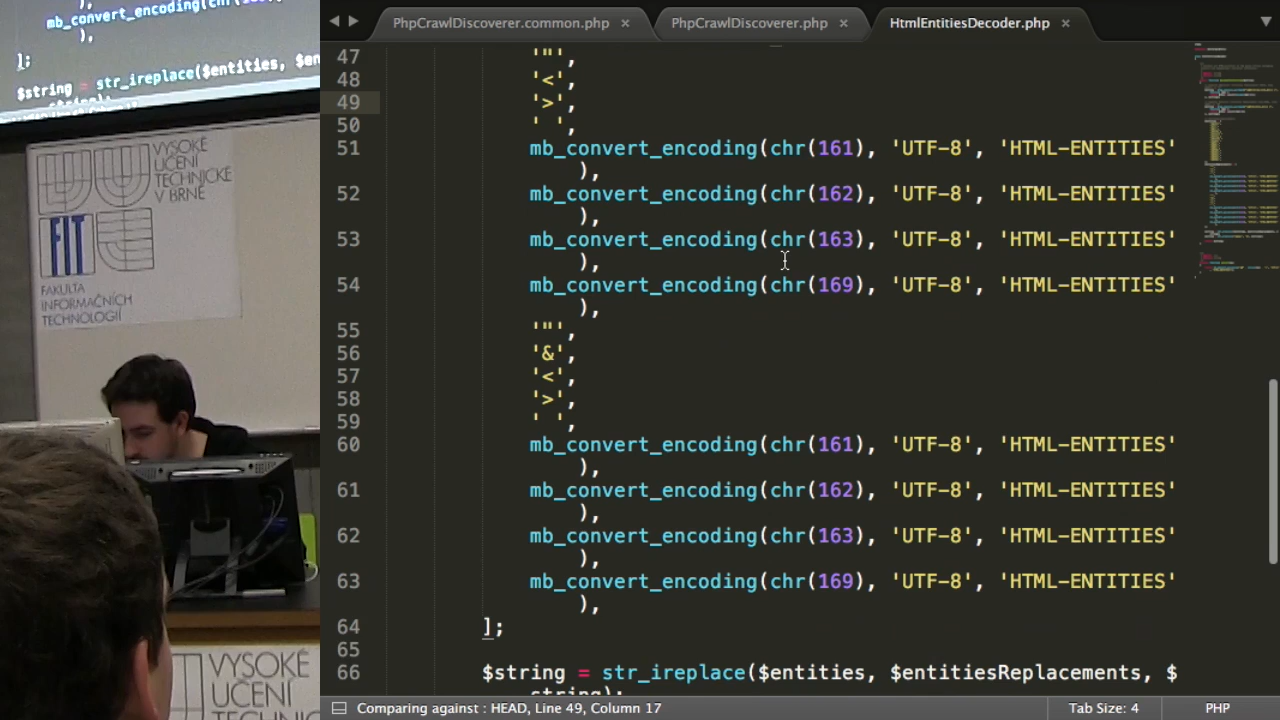 mb_convert_encoding(
),
];
$string = str_ireplace($entities, $en
string);
VYSOKÉ
UČENÍ
TECHNICKÉ
V BRNĚ
FIT
FAKULTA
INFORMAČNÍCH
TECHNOLOGIÍ
VYSOKÉ
UČENÍ
PhpCrawlDiscoverer.common.php ×
PhpCrawlDiscoverer.php ×
HtmlEntitiesDecoder.php ×
47 '"',
48 '<',
49 '>',
50 ' ',
51 mb_convert_encoding(chr(161), 'UTF-8', 'HTML-ENTITIES'
),
52 mb_convert_encoding(chr(162), 'UTF-8', 'HTML-ENTITIES'
),
53 mb_convert_encoding(chr(163), 'UTF-8', 'HTML-ENTITIES'
),
54 mb_convert_encoding(chr(169), 'UTF-8', 'HTML-ENTITIES'
),
55 '"',
56 '&',
57 '<',
58 '>',
59 ' ',
60 mb_convert_encoding(chr(161), 'UTF-8', 'HTML-ENTITIES'
),
61 mb_convert_encoding(chr(162), 'UTF-8', 'HTML-ENTITIES'
),
62 mb_convert_encoding(chr(163), 'UTF-8', 'HTML-ENTITIES'
),
63 mb_convert_encoding(chr(169), 'UTF-8', 'HTML-ENTITIES'
),
64 ];
65
66 $string = str_ireplace($entities, $entitiesReplacements, $
string);
Comparing against : HEAD, Line 49, Column 17
Tab Size: 4
PHP